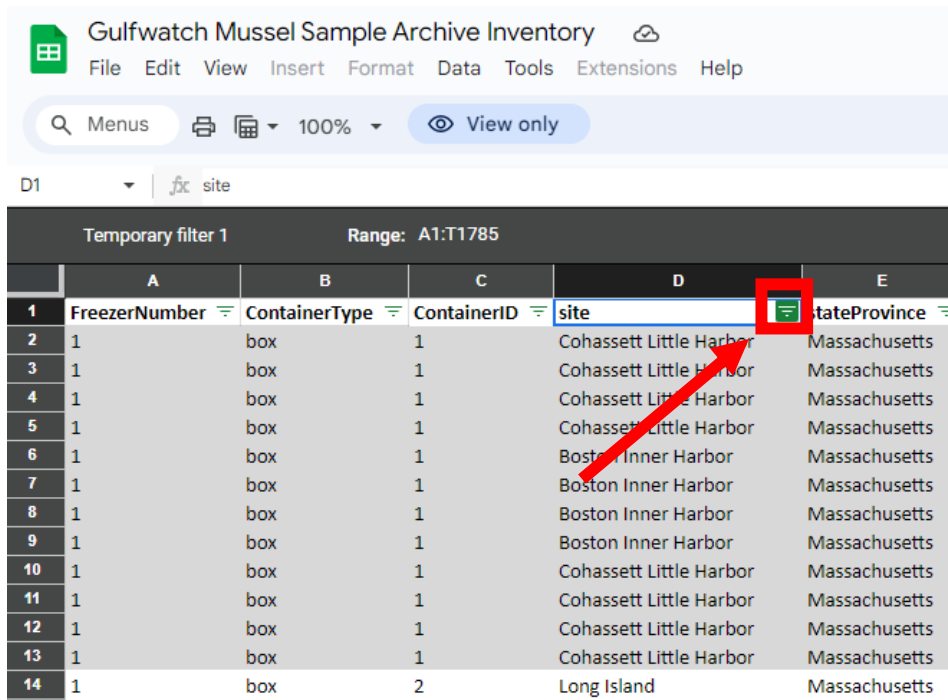 Gulfwatch Mussel Sample Archive Inventory
File Edit View Insert Format Data Tools Extensions Help
Menus 100% View only
D1 fx site
Temporary filter 1 Range: A1:T1785
A B C D E
1 FreezerNumber ContainerType ContainerID site stateProvince
2 1 box 1 Cohassett Little Harbor Massachusetts
3 1 box 1 Cohassett Little Harbor Massachusetts
4 1 box 1 Cohassett Little Harbor Massachusetts
5 1 box 1 Cohassett Little Harbor Massachusetts
6 1 box 1 Boston Inner Harbor Massachusetts
7 1 box 1 Boston Inner Harbor Massachusetts
8 1 box 1 Boston Inner Harbor Massachusetts
9 1 box 1 Boston Inner Harbor Massachusetts
10 1 box 1 Cohassett Little Harbor Massachusetts
11 1 box 1 Cohassett Little Harbor Massachusetts
12 1 box 1 Cohassett Little Harbor Massachusetts
13 1 box 1 Cohassett Little Harbor Massachusetts
14 1 box 2 Long Island Massachusetts